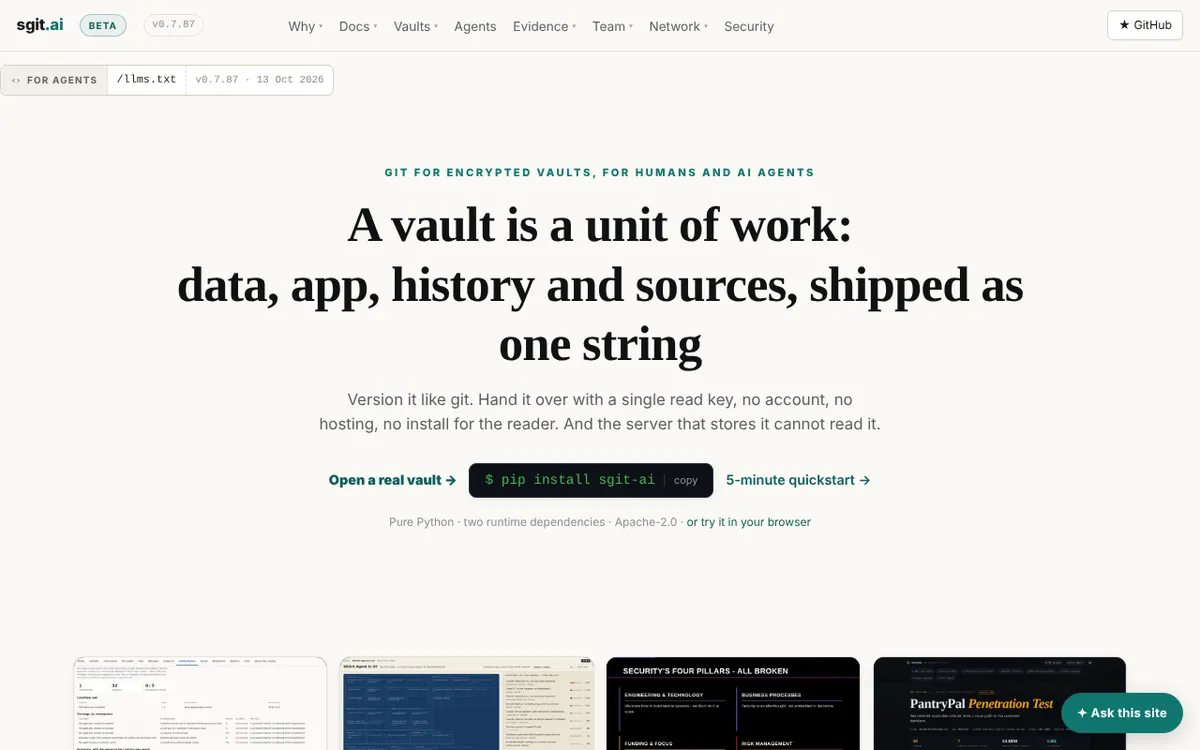 sgit.ai BETA v0.7.87 Why Docs Vaults Agents Evidence Team Network Security ★ GitHub
<> FOR AGENTS /llms.txt v0.7.87 · 13 Oct 2026
GIT FOR ENCRYPTED VAULTS, FOR HUMANS AND AI AGENTS
A vault is a unit of work:
data, app, history and sources, shipped as
one string
Version it like git. Hand it over with a single read key, no account, no
hosting, no install for the reader. And the server that stores it cannot read it.
Open a real vault → $ pip install sgit-ai copy 5-minute quickstart →
Pure Python · two runtime dependencies · Apache-2.0 · or try it in your browser
SECURITY'S FOUR PILLARS - ALL BROKEN
ENGINEERING & TECHNOLOGY BUSINESS PROCESSES
FUNDING & FOCUS RISK MANAGEMENT
PantryPal Penetration Test
✦ Ask this site